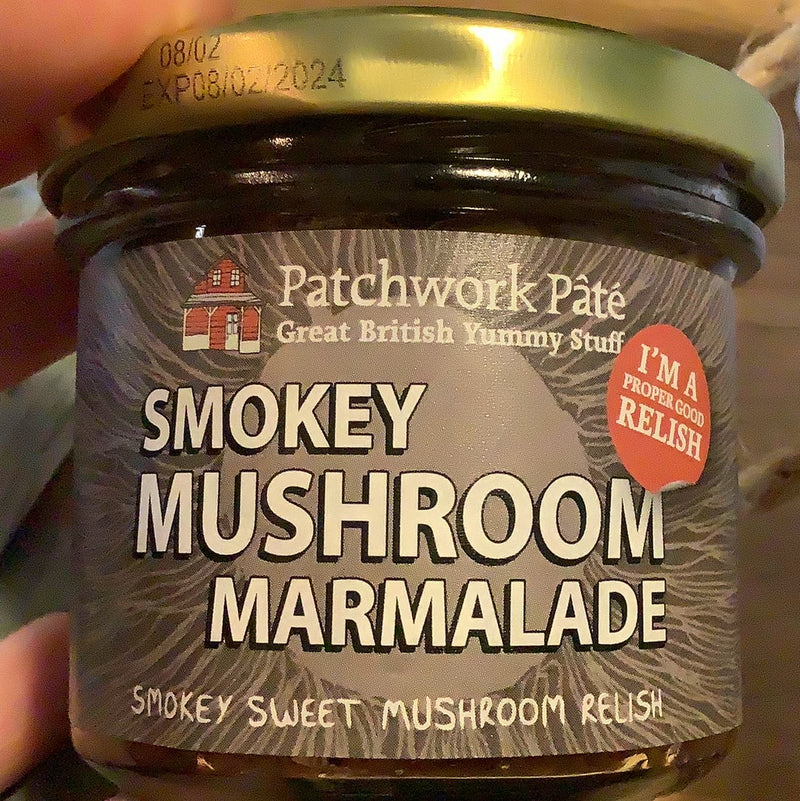 08/02
EXP08/02/2024
Patchwork Pâté
Great British Yummy Stuff
I'M A
PROPER GOOD
RELISH
SMOKEY
MUSHROOM
MARMALADE
SMOKEY SWEET MUSHROOM RELISH